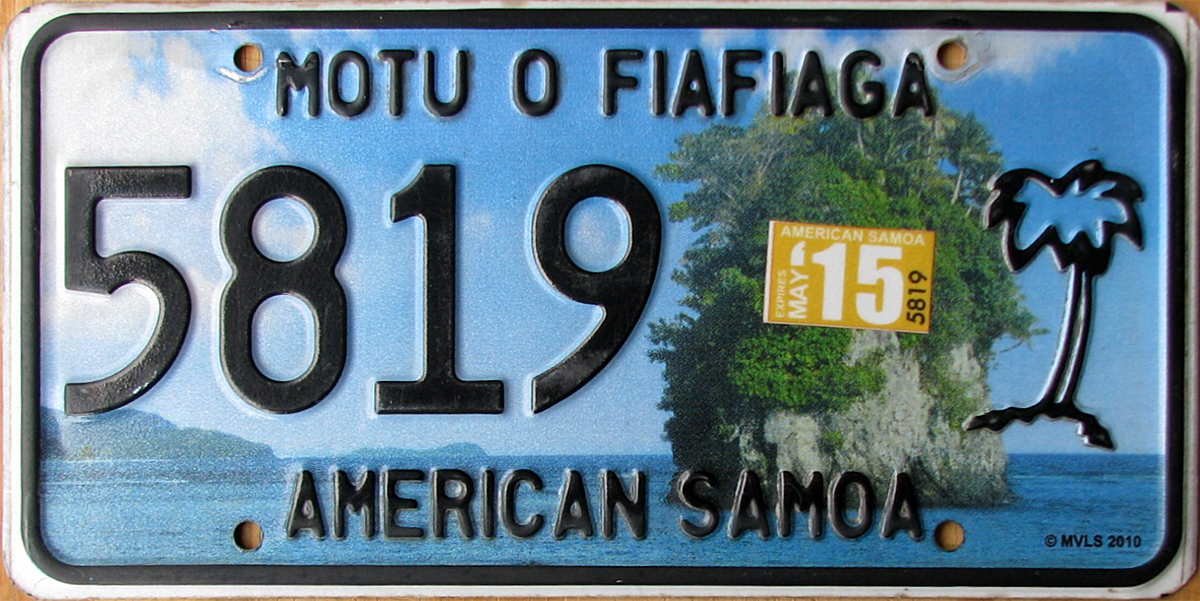 MOTU O FIAFIAGA
5819
AMERICAN SAMOA
EXPIRES
MAY
'15
5819
AMERICAN SAMOA
© MVLS 2010